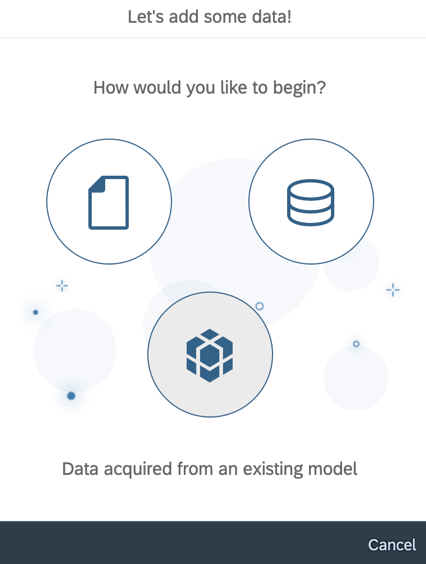 Let's add some data!
How would you like to begin?
Data acquired from an existing model
Cancel